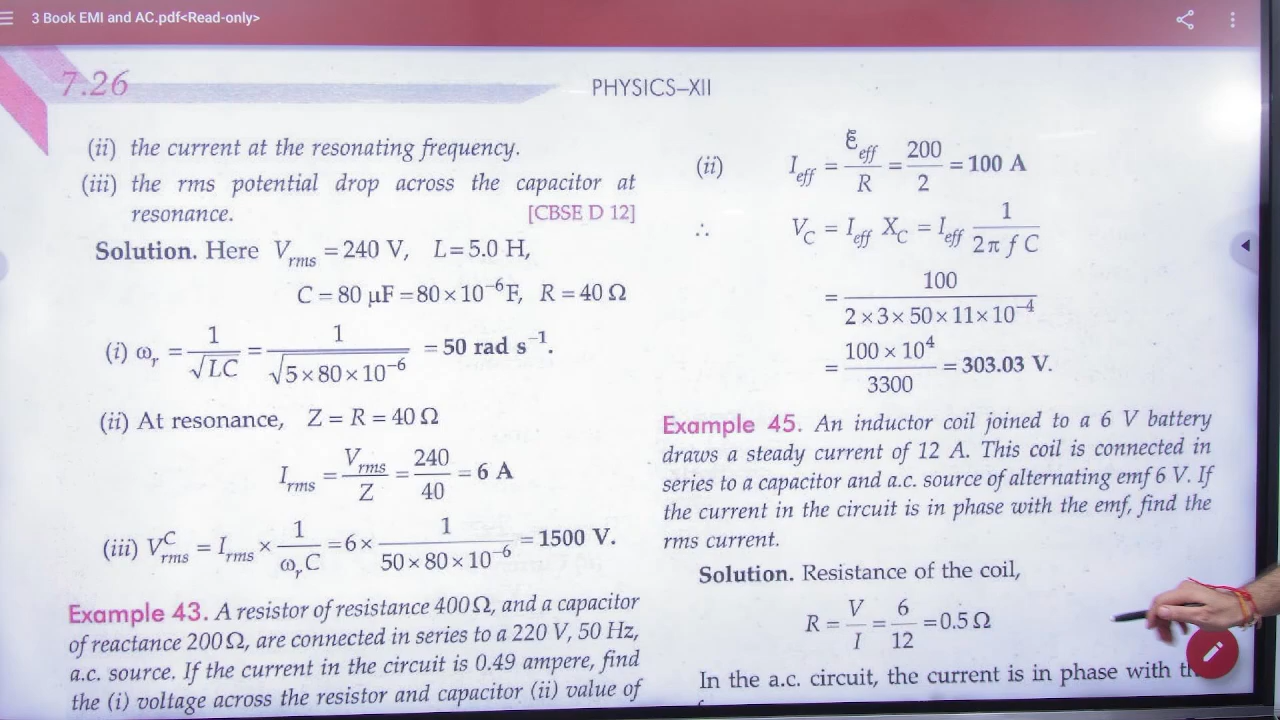 3 Book EMI and AC.pdf<Read-only>
7.26
PHYSICS–XII
(ii) the current at the resonating frequency.
(iii) the rms potential drop across the capacitor at
resonance. [CBSE D 12]
Solution. Here V_rms = 240 V, L = 5.0 H,
C = 80 μF = 80 × 10⁻⁶ F, R = 40 Ω
(i) ω_r = 1/√LC = 1/√(5 × 80 × 10⁻⁶) = 50 rad s⁻¹.
(ii) At resonance, Z = R = 40 Ω
I_rms = V_rms/Z = 240/40 = 6 A
(iii) V^C_rms = I_rms × 1/(ω_r C) = 6 × 1/(50 × 80 × 10⁻⁶) = 1500 V.
Example 43. A resistor of resistance 400 Ω, and a capacitor
of reactance 200 Ω, are connected in series to a 220 V, 50 Hz,
a.c. source. If the current in the circuit is 0.49 ampere, find
the (i) voltage across the resistor and capacitor (ii) value of
(ii) I_eff = ℰ_eff/R = 200/2 = 100 A
∴ V_C = I_eff X_C = I_eff 1/(2 π f C)
= 100/(2 × 3 × 50 × 11 × 10⁻⁴)
= (100 × 10⁴)/3300 = 303.03 V.
Example 45. An inductor coil joined to a 6 V battery
draws a steady current of 12 A. This coil is connected in
series to a capacitor and a.c. source of alternating emf 6 V. If
the current in the circuit is in phase with the emf, find the
rms current.
Solution. Resistance of the coil,
R = V/I = 6/12 = 0.5 Ω
In the a.c. circuit, the current is in phase with